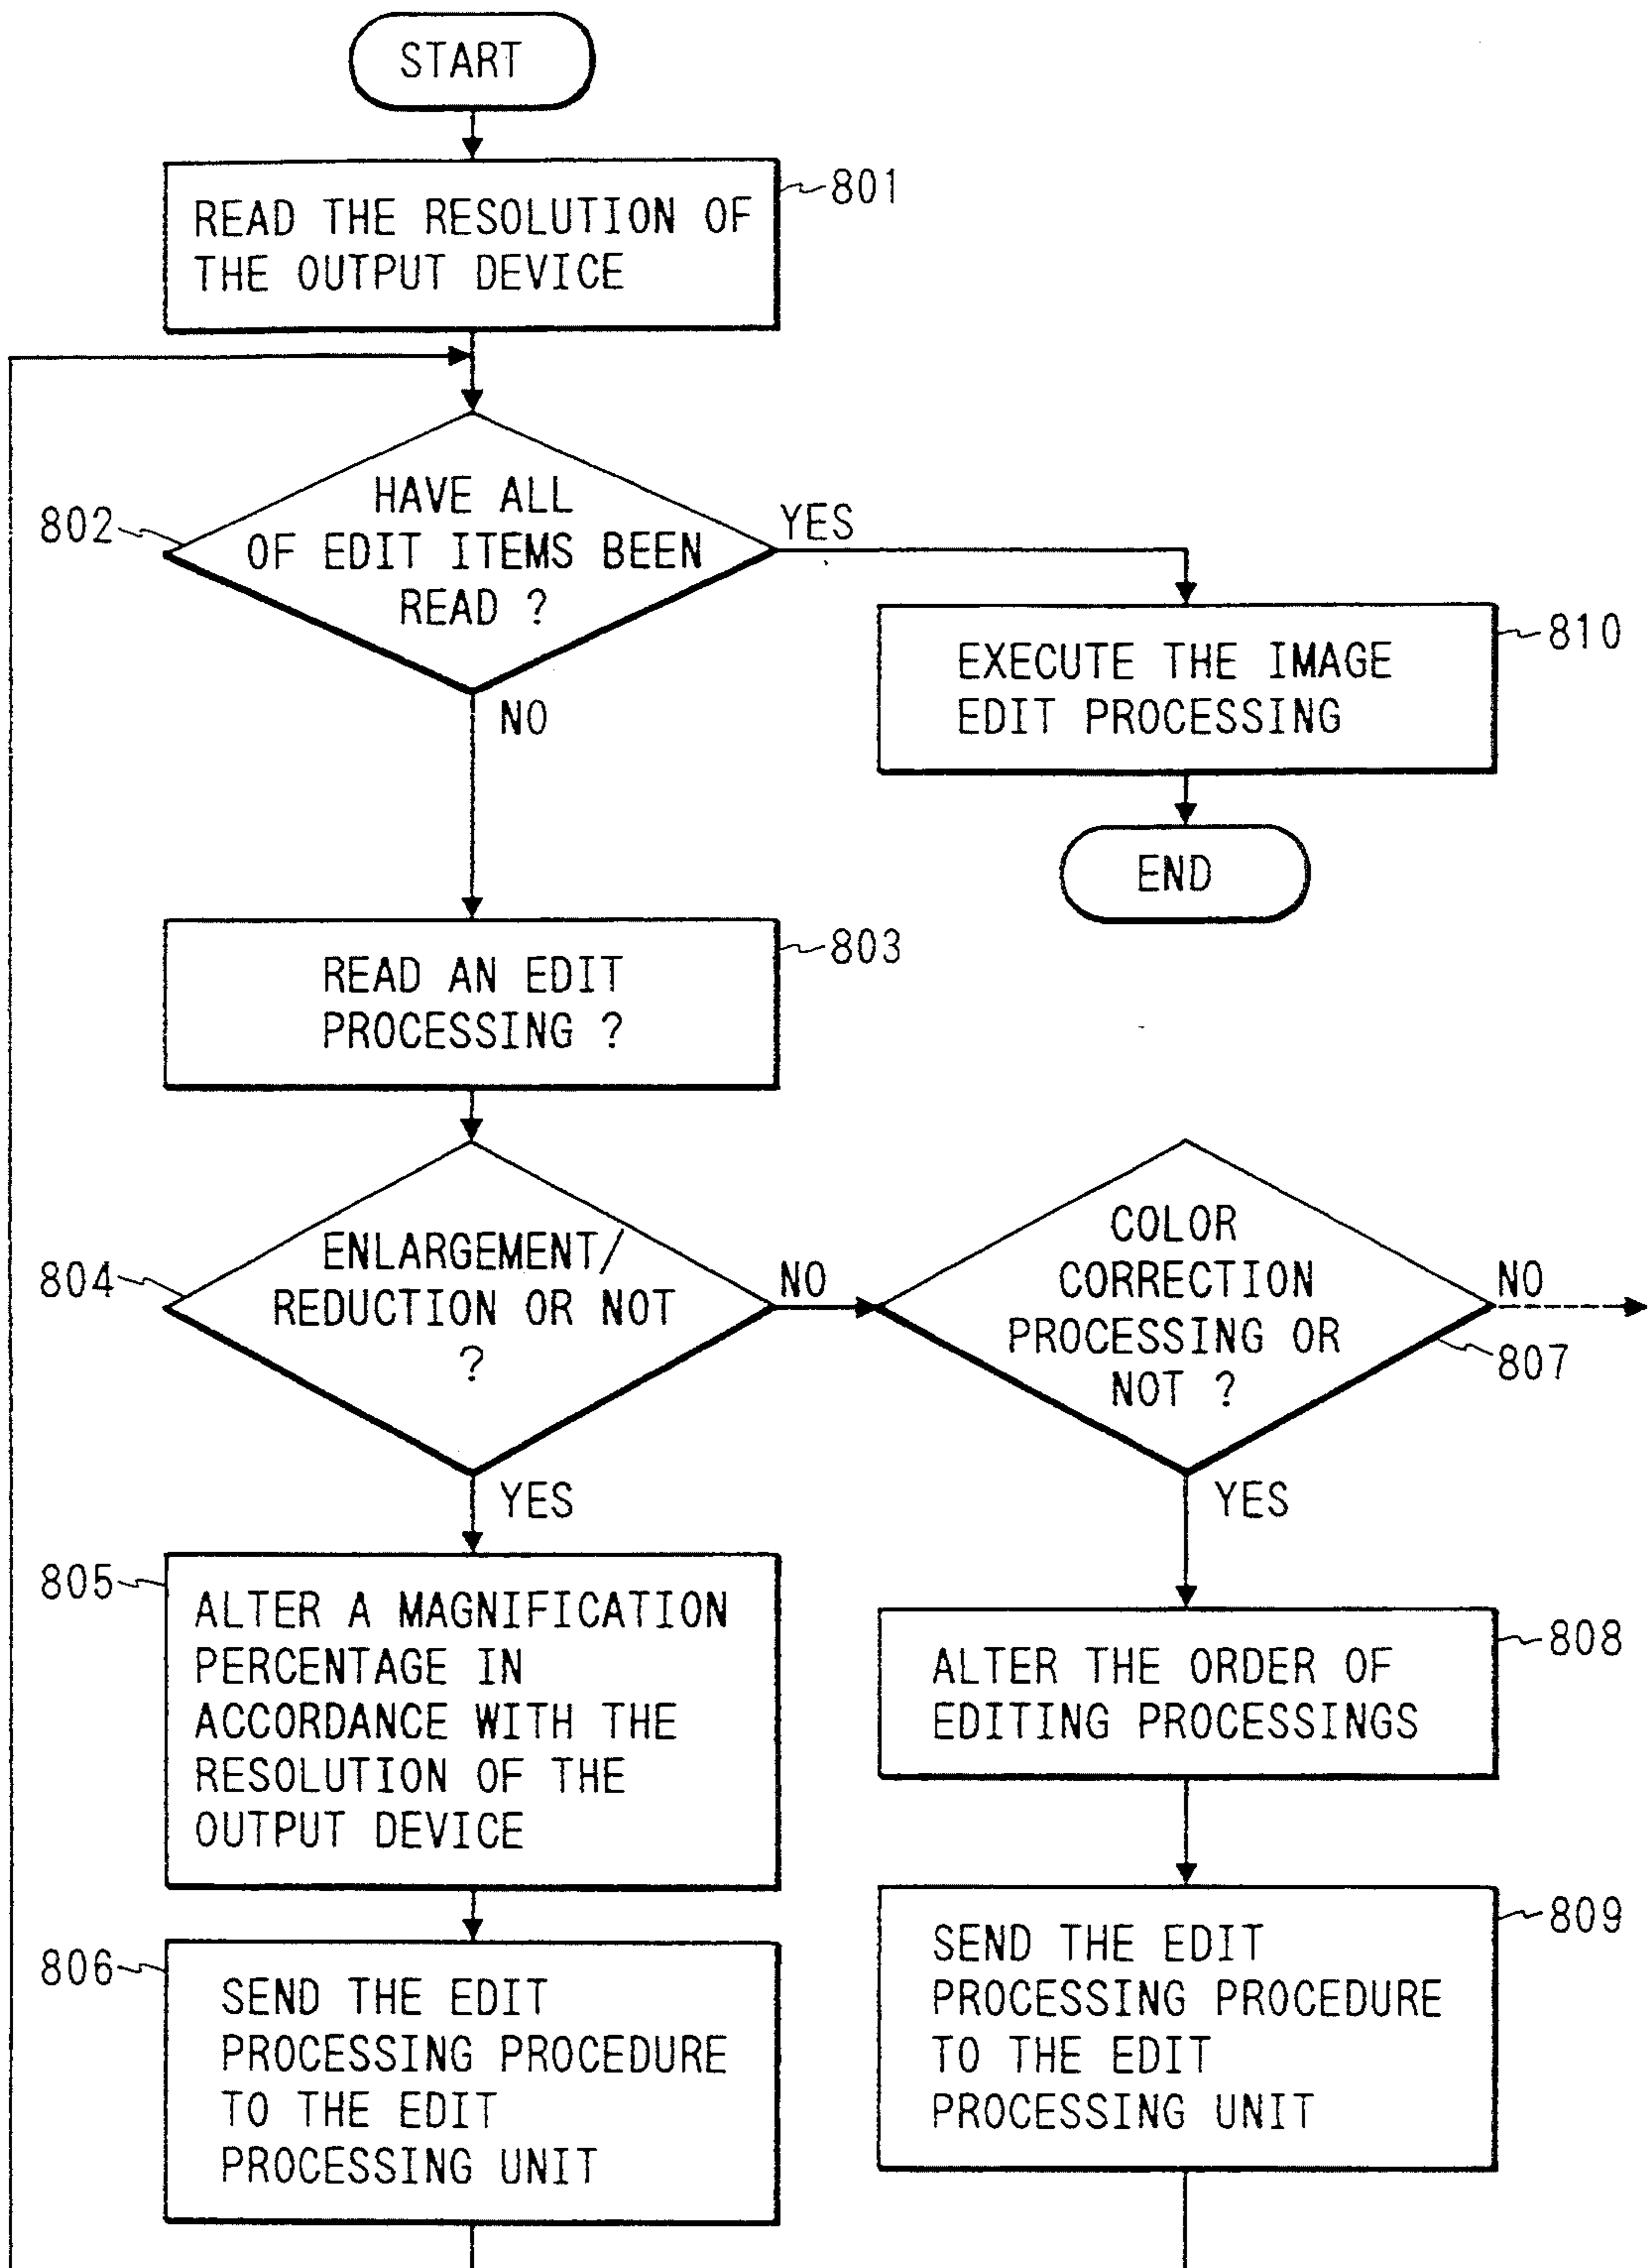 START
801
READ THE RESOLUTION OF
THE OUTPUT DEVICE
802
HAVE ALL
OF EDIT ITEMS BEEN
READ ?
YES
NO
810
EXECUTE THE IMAGE
EDIT PROCESSING
END
803
READ AN EDIT
PROCESSING ?
804
ENLARGEMENT/
REDUCTION OR NOT
?
NO
COLOR
CORRECTION
PROCESSING OR
NOT ?
NO
807
YES
YES
805
ALTER A MAGNIFICATION
PERCENTAGE IN
ACCORDANCE WITH THE
RESOLUTION OF THE
OUTPUT DEVICE
808
ALTER THE ORDER OF
EDITING PROCESSINGS
806
SEND THE EDIT
PROCESSING PROCEDURE
TO THE EDIT
PROCESSING UNIT
809
SEND THE EDIT
PROCESSING PROCEDURE
TO THE EDIT
PROCESSING UNIT